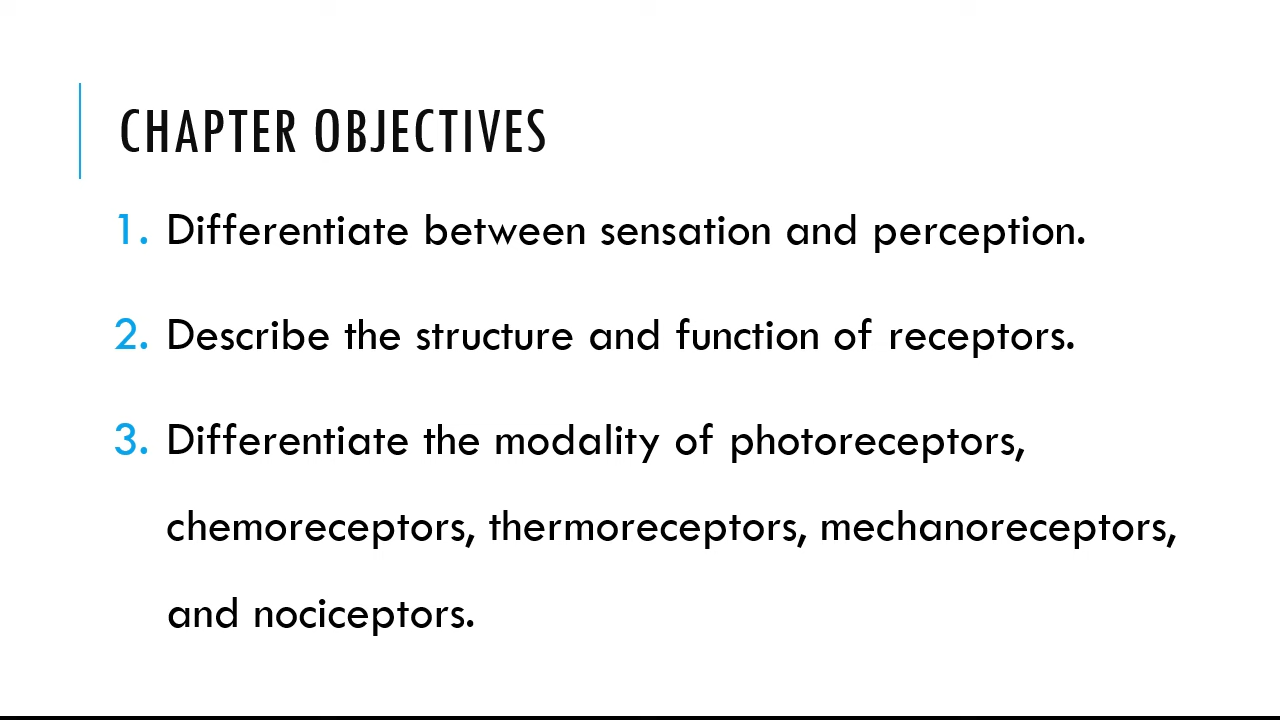 CHAPTER OBJECTIVES
1. Differentiate between sensation and perception.
2. Describe the structure and function of receptors.
3. Differentiate the modality of photoreceptors,
chemoreceptors, thermoreceptors, mechanoreceptors,
and nociceptors.